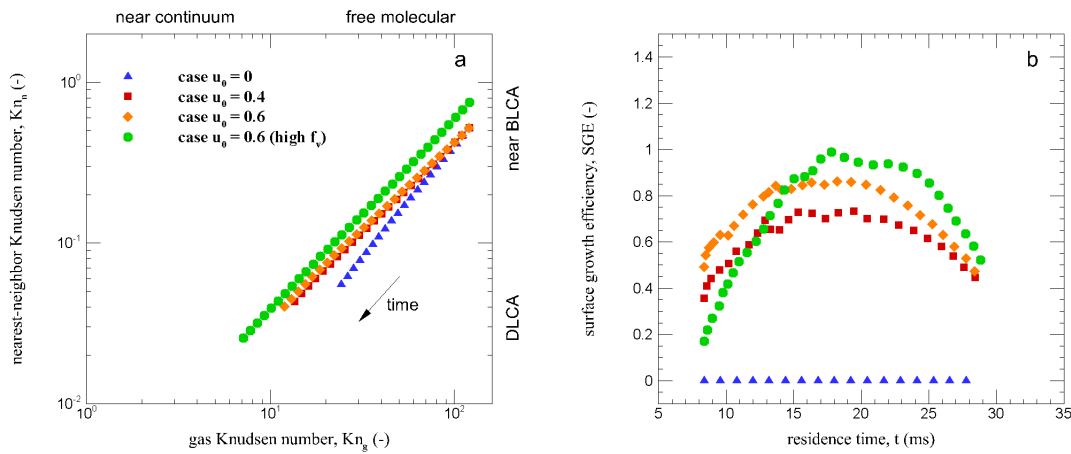 near continuum free molecular
nearest-neighbor Knudsen number, Knₙ (-)
10⁰
10⁻¹
10⁻²
a
case u₀ = 0
case u₀ = 0.4
case u₀ = 0.6
case u₀ = 0.6 (high fᵥ)
time
near BLCA
DLCA
10⁰ 10¹ 10²
gas Knudsen number, Kn_g (-)
surface growth efficiency, SGE (-)
b
1.4
1.2
1
0.8
0.6
0.4
0.2
0
5 10 15 20 25 30 35
residence time, t (ms)